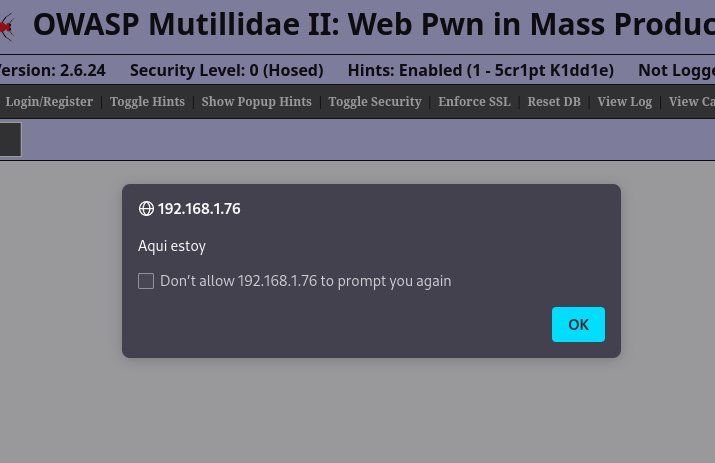 OWASP Mutillidae II: Web Pwn in Mass Produc
ersion: 2.6.24 Security Level: 0 (Hosed) Hints: Enabled (1 - 5cr1pt K1dd1e) Not Logge
Login/Register | Toggle Hints | Show Popup Hints | Toggle Security | Enforce SSL | Reset DB | View Log | View Ca
192.168.1.76
Aqui estoy
Don't allow 192.168.1.76 to prompt you again
OK